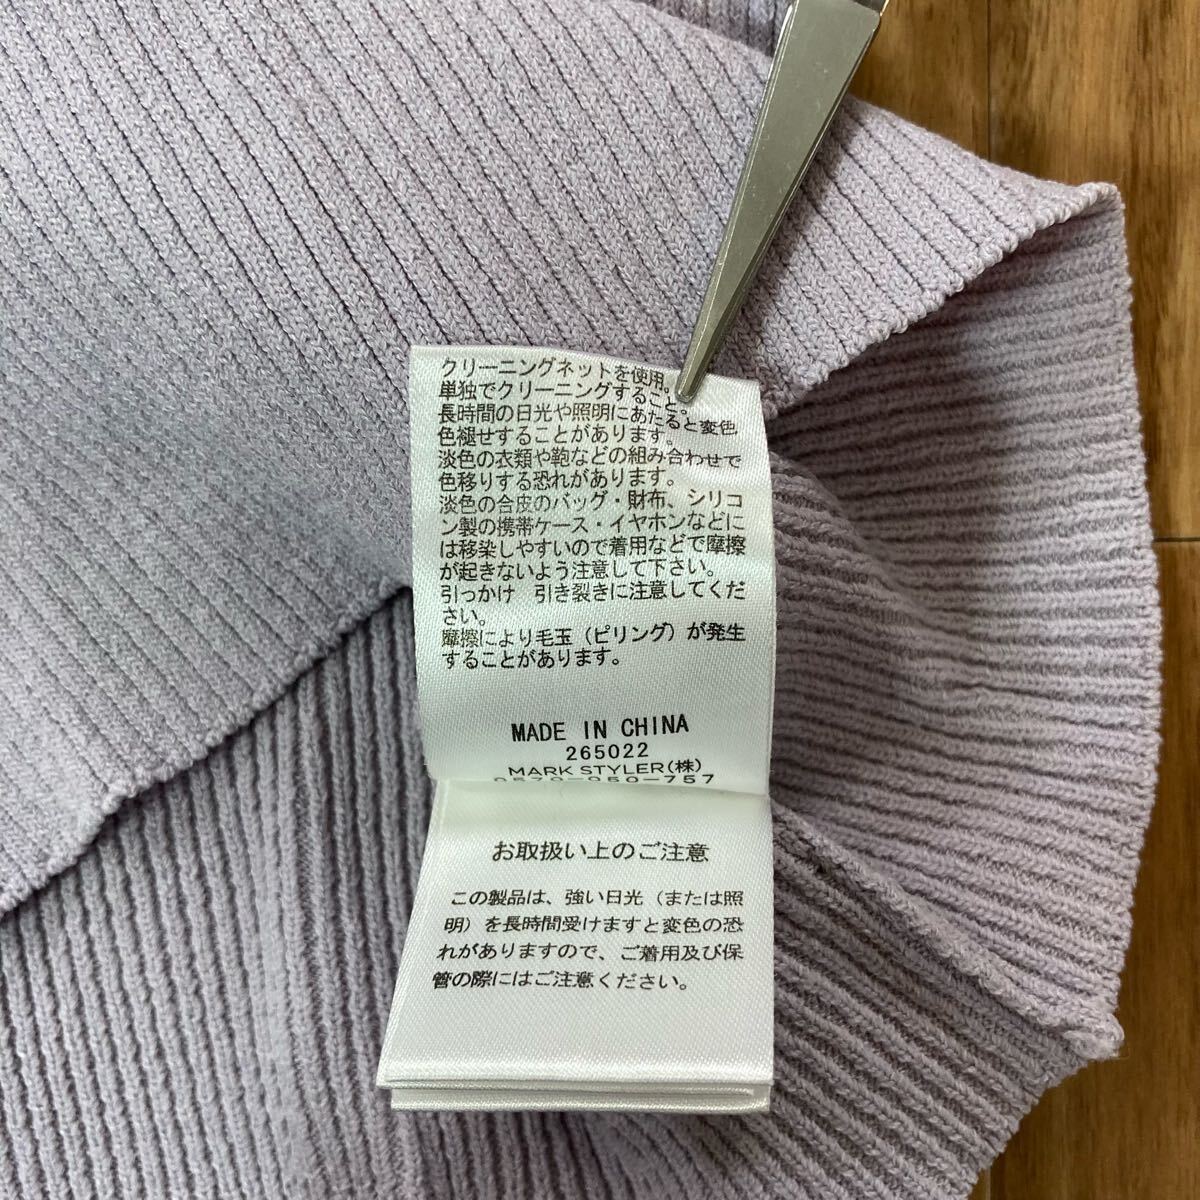 クリーニングネットを使用。
単独でクリーニングすること。
長時間の日光や照明にあたると変色
色褪せすることがあります。
淡色の衣類や鞄などの組み合わせで
色移りする恐れがあります。
淡色の合皮のバッグ・財布、シリコ
ン製の携帯ケース・イヤホンなどに
は移染しやすいので着用などで摩擦
が起きないよう注意して下さい。
引っかけ 引き裂きに注意してくだ
さい。
摩擦により毛玉(ピリング)が発生
することがあります。
MADE IN CHINA
265022
MARK STYLER(株)
お取扱い上のご注意
この製品は、強い日光(または照
明)を長時間受けますと変色の恐
れがありますので、ご着用及び保
管の際にはご注意ください。